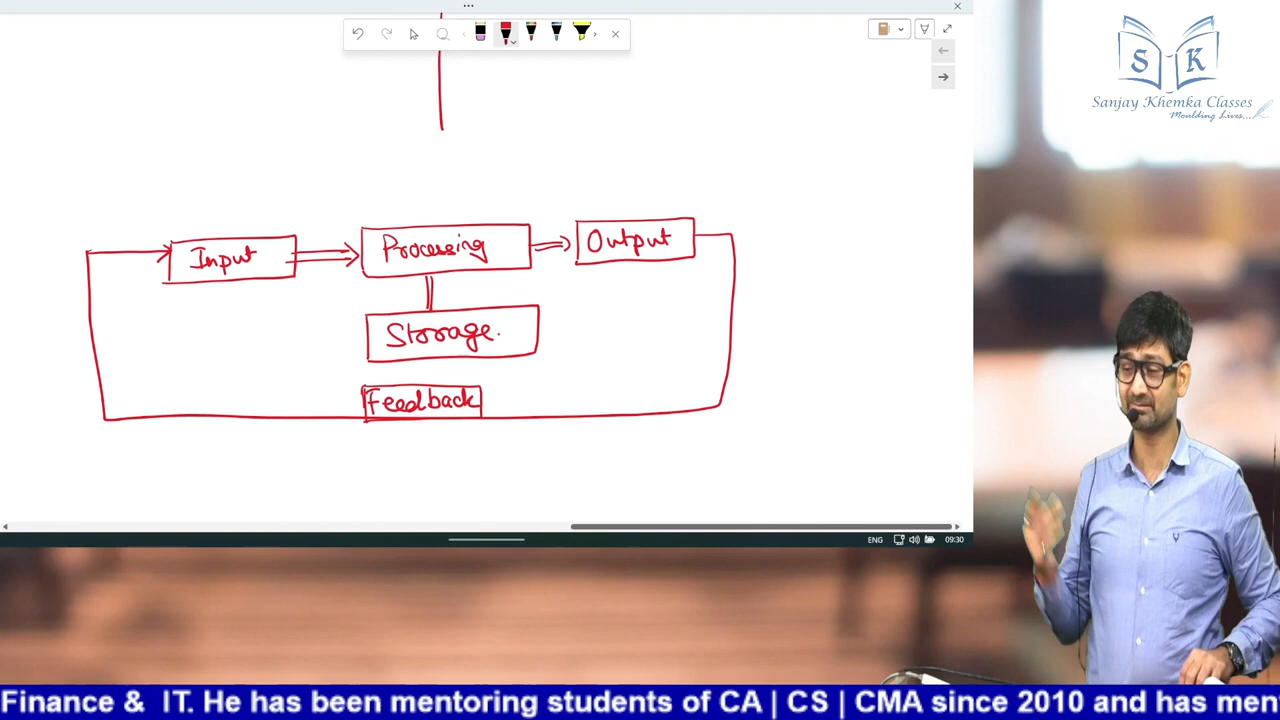 S K
Sanjay Khemka Classes
Moulding Lives...
Input
Processing
Output
Storage.
Feedback
ENG
09:30
Finance & IT. He has been mentoring students of CA | CS | CMA since 2010 and has men